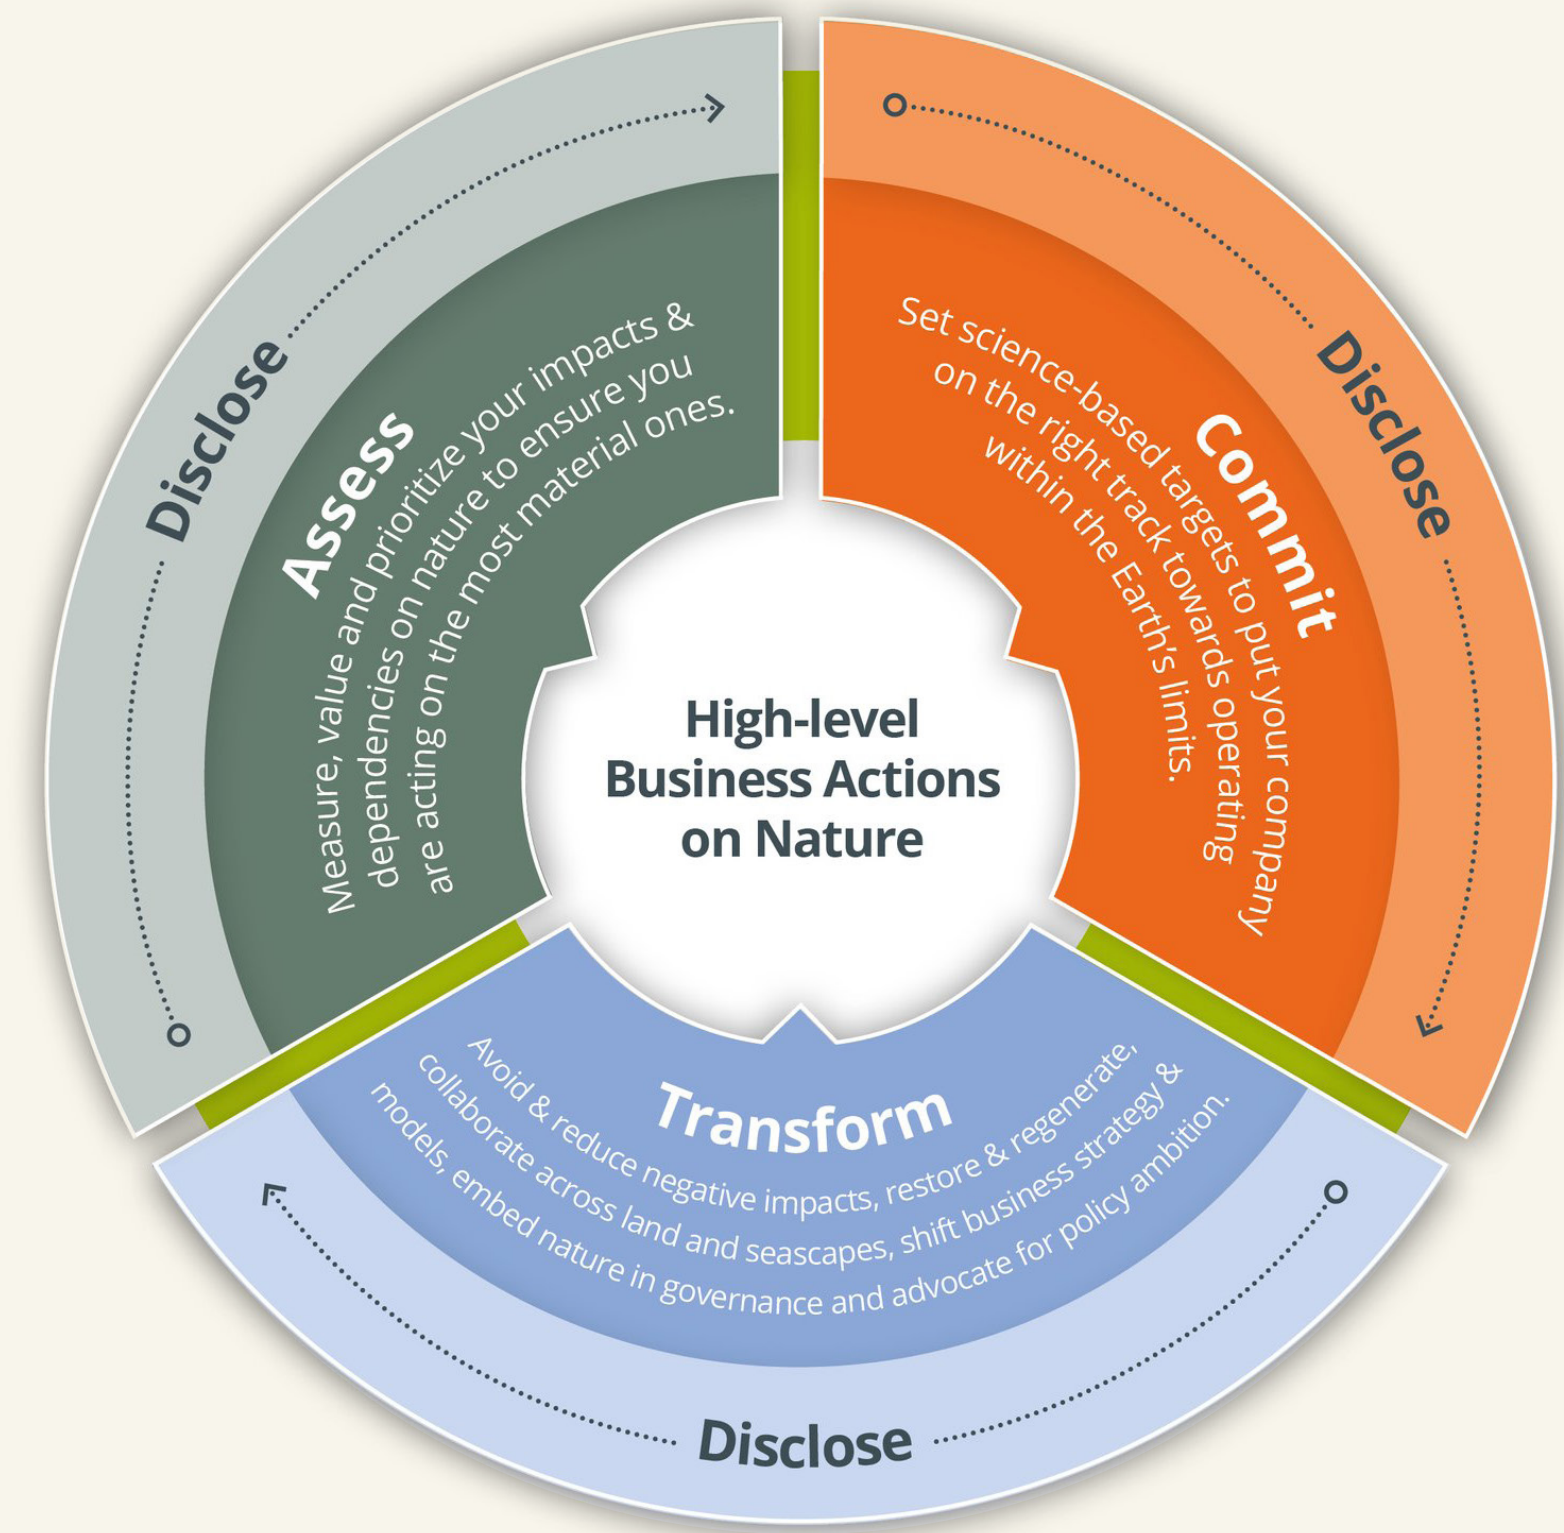 High-level
Business Actions
on Nature
Disclose
Assess
Measure, value and prioritize your impacts &
dependencies on nature to ensure you
are acting on the most material ones.
Disclose
Commit
Set science-based targets to put your company
on the right track towards operating
within the Earth's limits.
Transform
Avoid & reduce negative impacts, restore & regenerate,
collaborate across land and seascapes, shift business strategy &
models, embed nature in governance and advocate for policy ambition.
Disclose